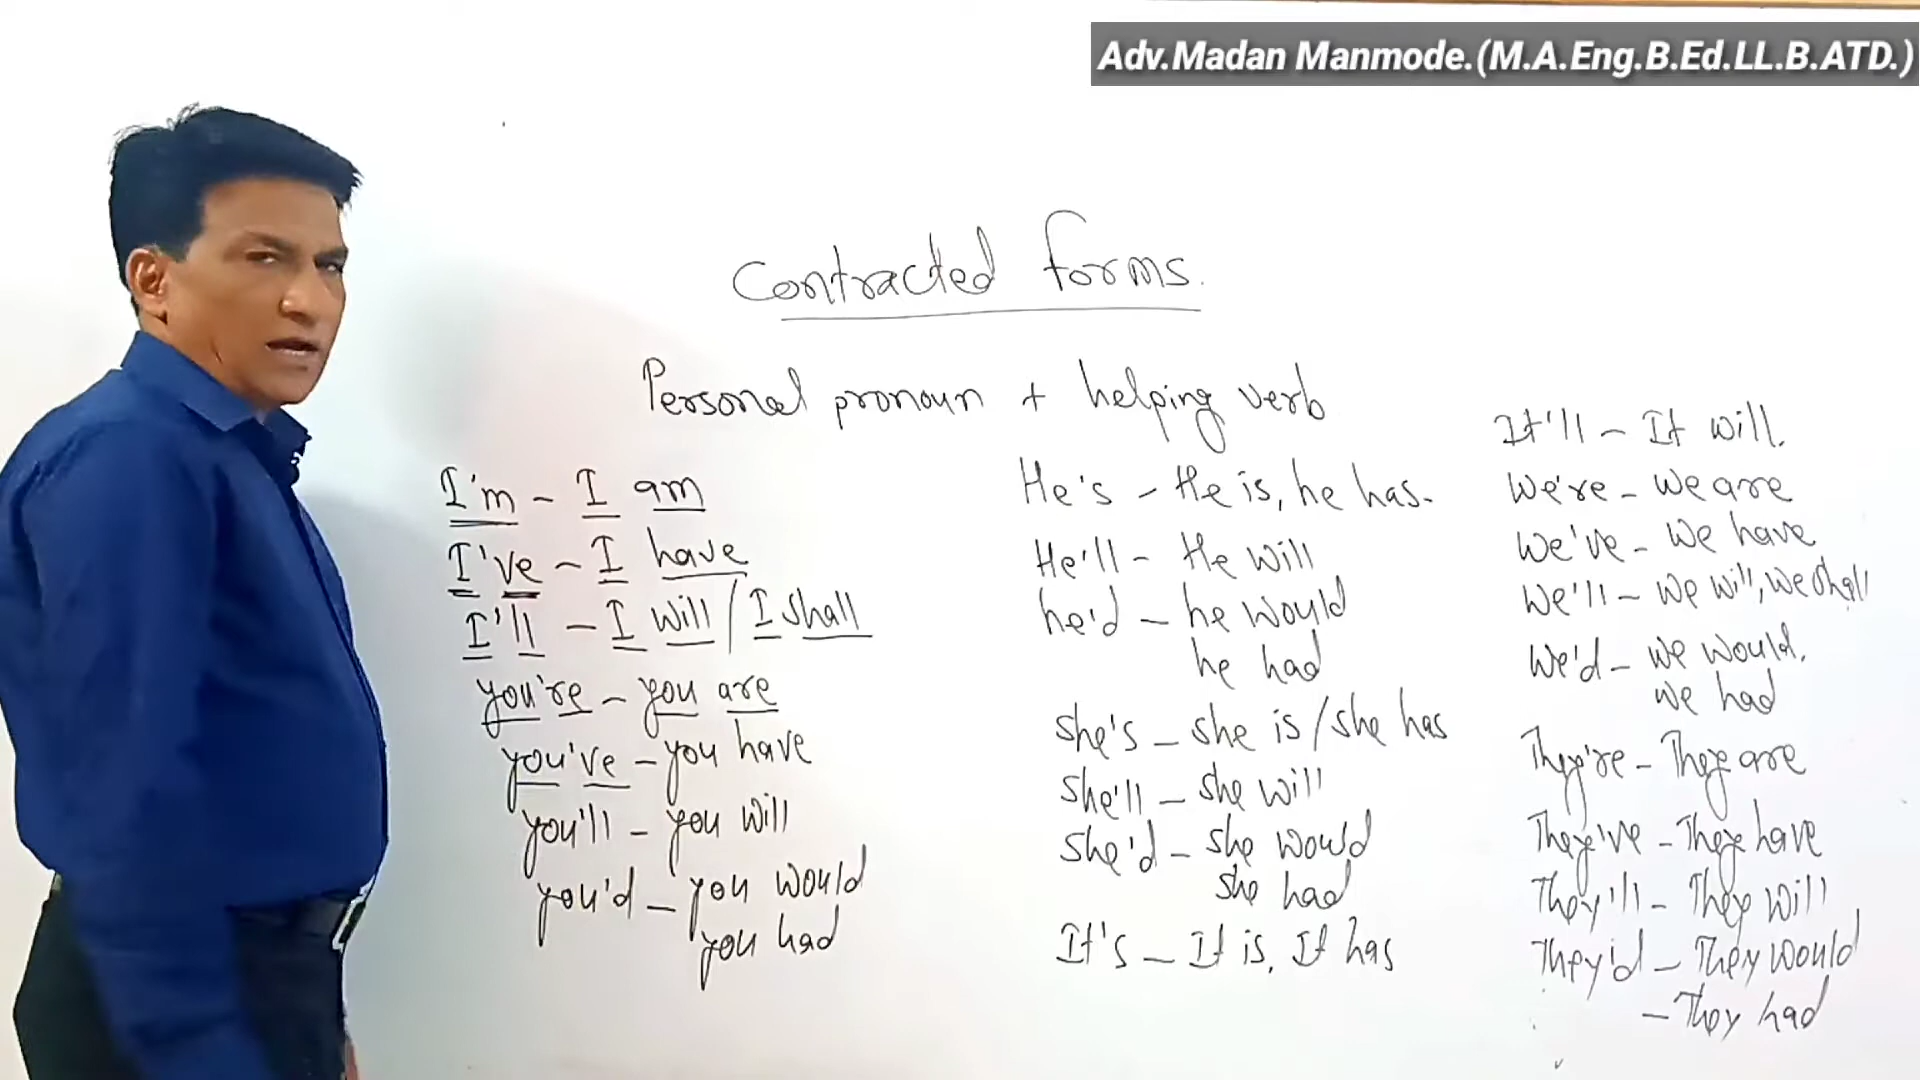 Adv.Madan Manmode.(M.A.Eng.B.Ed.LL.B.ATD.)
Contracted forms.
Personal pronoun + helping verb
I'm - I am
I've - I have
I'll - I will / I shall
you're - you are
you've - you have
you'll - you will
you'd - you would
you had
He's - He is, he has.
He'll - He will
he'd - he would
he had
she's - she is / she has
she'll - she will
she'd - she would
she had
It's - It is, It has
It'll - It will.
We're - We are
We've - We have
We'll - We will, We shall
We'd - We would,
we had
They're - They are
They've - They have
They'll - They will
They'd - They would
- They had